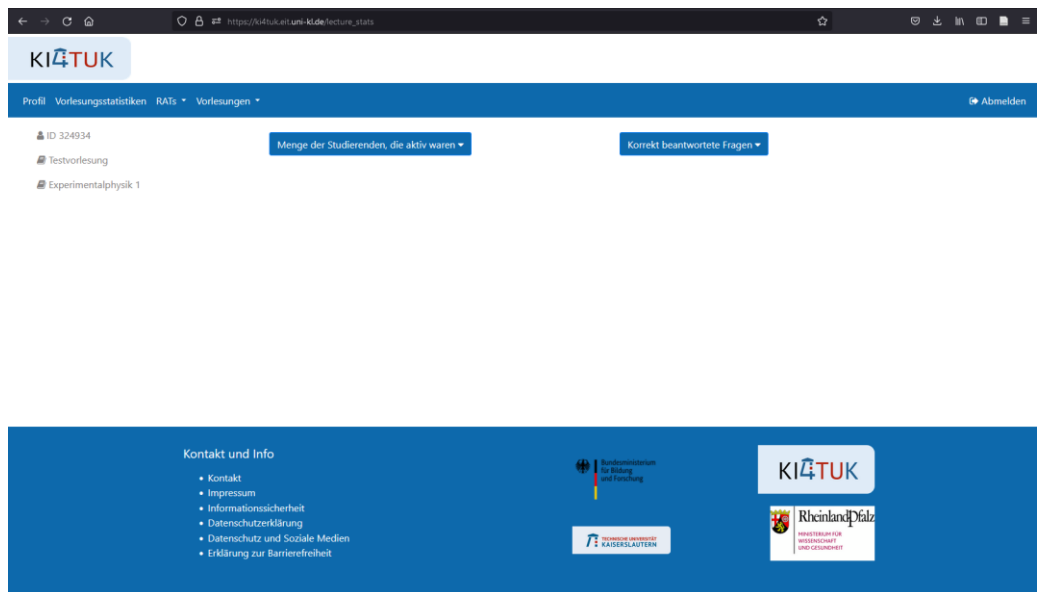 https://ki4tuk.eit.uni-kl.de/lecture_stats
KI4TUK
Profil Vorlesungsstatistiken RATs Vorlesungen Abmelden
ID 324934
Testvorlesung
Experimentalphysik 1
Menge der Studierenden, die aktiv waren
Korrekt beantwortete Fragen
Kontakt und Info
• Kontakt
• Impressum
• Informationssicherheit
• Datenschutzerklärung
• Datenschutz und Soziale Medien
• Erklärung zur Barrierefreiheit
Bundesministerium
für Bildung
und Forschung
TECHNISCHE UNIVERSITÄT
KAISERSLAUTERN
KI4TUK
RheinlandPfalz
MINISTERIUM FÜR
WISSENSCHAFT
UND GESUNDHEIT